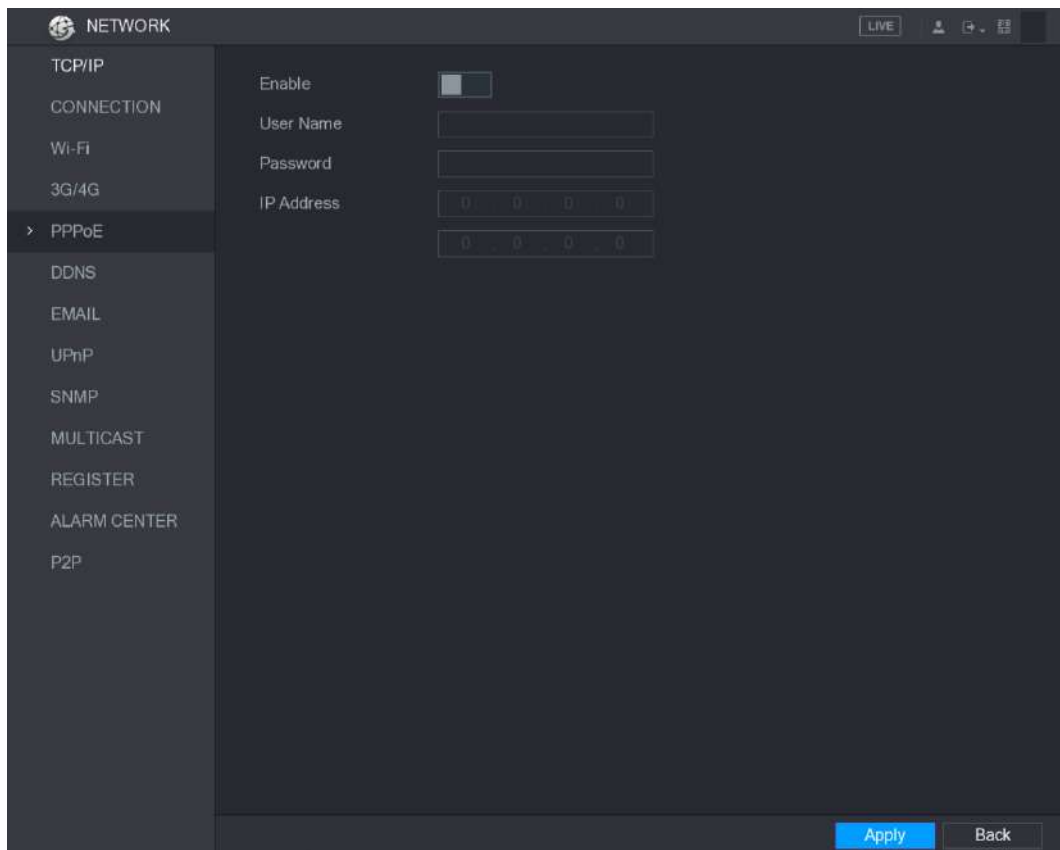 NETWORK
LIVE
TCP/IP
CONNECTION
Wi-Fi
3G/4G
PPPoE
DDNS
EMAIL
UPnP
SNMP
MULTICAST
REGISTER
ALARM CENTER
P2P
Enable
User Name
Password
IP Address
0 . 0 . 0 . 0
0 . 0 . 0 . 0
Apply
Back